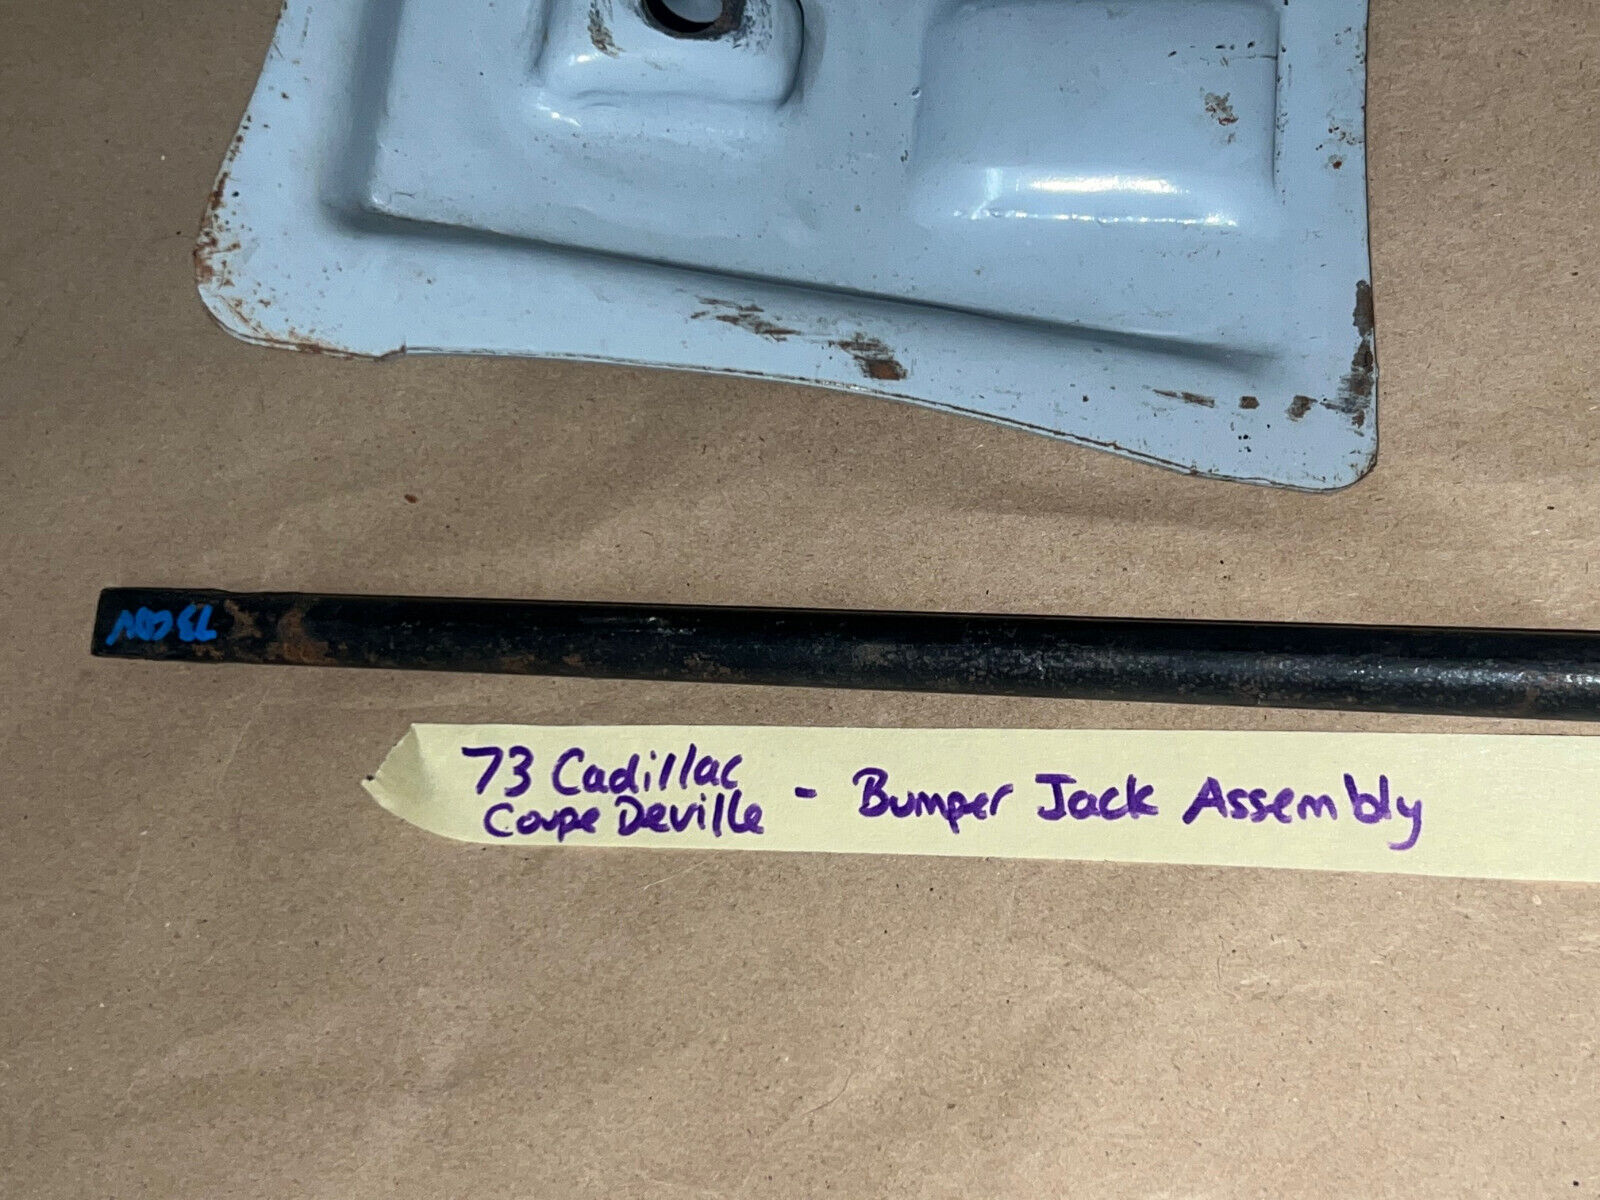 73 Cadillac
Coupe Deville - Bumper Jack Assembly